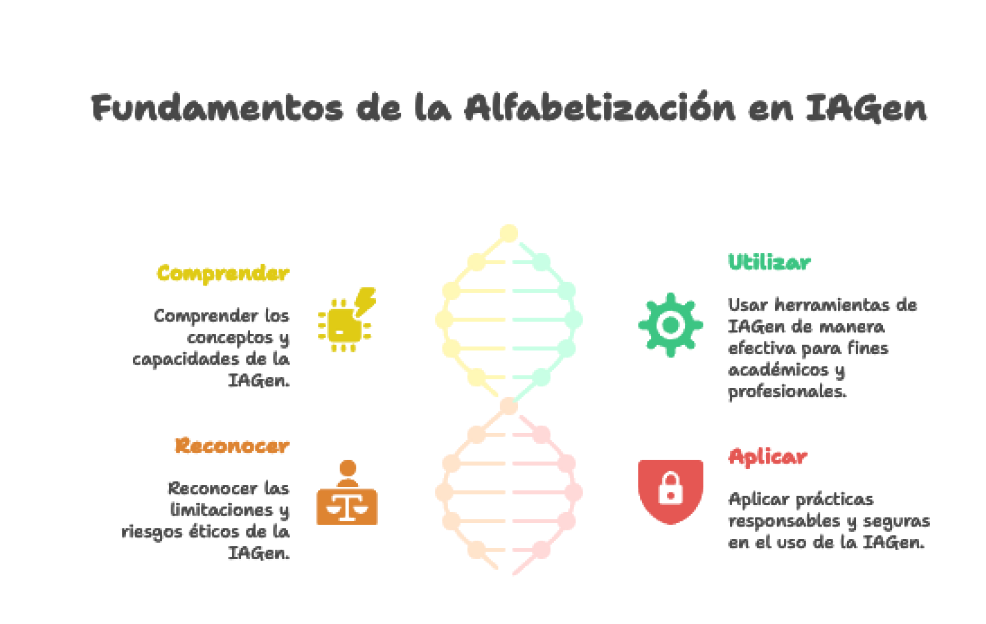 Fundamentos de la Alfabetización en IAGen
Comprender
Comprender los
conceptos y
capacidades de la
IAGen.
Utilizar
Usar herramientas de
IAGen de manera
efectiva para fines
académicos y
profesionales.
Reconocer
Reconocer las
limitaciones y
riesgos éticos de la
IAGen.
Aplicar
Aplicar prácticas
responsables y seguras
en el uso de la IAGen.